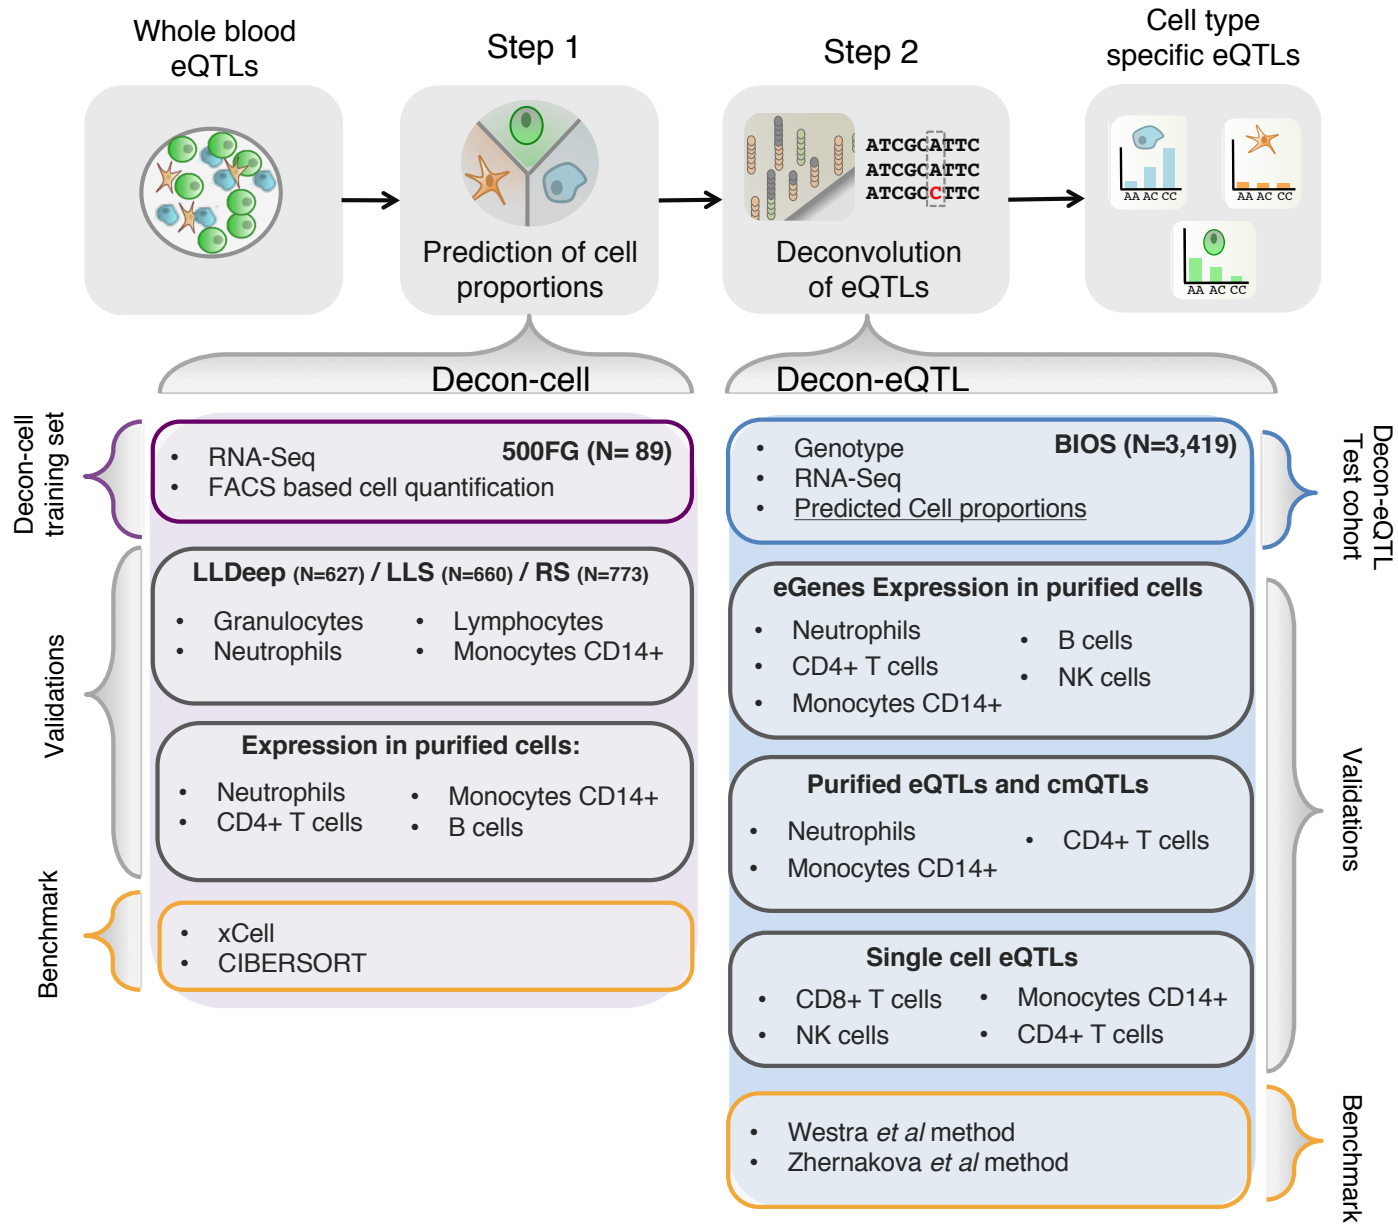 Whole blood
eQTLs
Step 1
Step 2
Cell type
specific eQTLs
ATCGCATTC
ATCGCATTC
ATCGCCTTC
AA AC CC
AA AC CC
AA AC CC
Prediction of cell
proportions
Deconvolution
of eQTLs
Decon-cell
Decon-eQTL
Decon-cell
training set
500FG (N= 89)
• RNA-Seq
• FACS based cell quantification
Validations
LLDeep (N=627) / LLS (N=660) / RS (N=773)
• Granulocytes
• Neutrophils
• Lymphocytes
• Monocytes CD14+
Expression in purified cells:
• Neutrophils
• CD4+ T cells
• Monocytes CD14+
• B cells
Benchmark
• xCell
• CIBERSORT
Decon-eQTL
Test cohort
BIOS (N=3,419)
• Genotype
• RNA-Seq
• Predicted Cell proportions
Validations
eGenes Expression in purified cells
• Neutrophils
• CD4+ T cells
• Monocytes CD14+
• B cells
• NK cells
Purified eQTLs and cmQTLs
• Neutrophils
• Monocytes CD14+
• CD4+ T cells
Single cell eQTLs
• CD8+ T cells
• NK cells
• Monocytes CD14+
• CD4+ T cells
Benchmark
• Westra et al method
• Zhernakova et al method